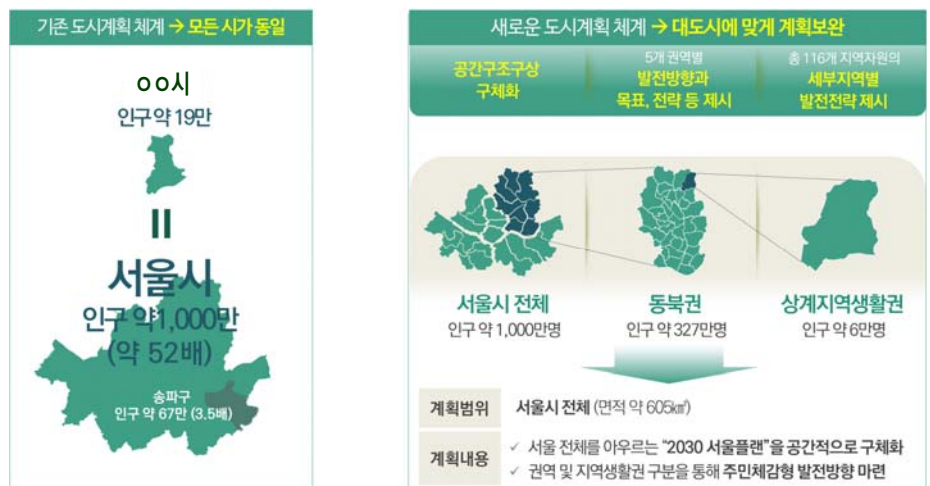 기존 도시계획 체계 → 모든 시가 동일
ㅇㅇ시
인구 약 19만
=
서울시
인구 약1,000만
(약 52배)
송파구
인구 약 67만 (3.5배)
새로운 도시계획 체계 → 대도시에 맞게 계획보완
공간구조구상
구체화
5개 권역별
발전방향과
목표, 전략 등 제시
총 116개 지역자원의
세부지역별
발전전략 제시
서울시 전체
인구 약 1,000만명
동북권
인구 약 327만명
상계지역생활권
인구 약 6만명
계획범위
서울시 전체 (면적 약 605㎢)
계획내용
✓ 서울 전체를 아우르는 “2030 서울플랜”을 공간적으로 구체화
✓ 권역 및 지역생활권 구분을 통해 주민체감형 발전방향 마련